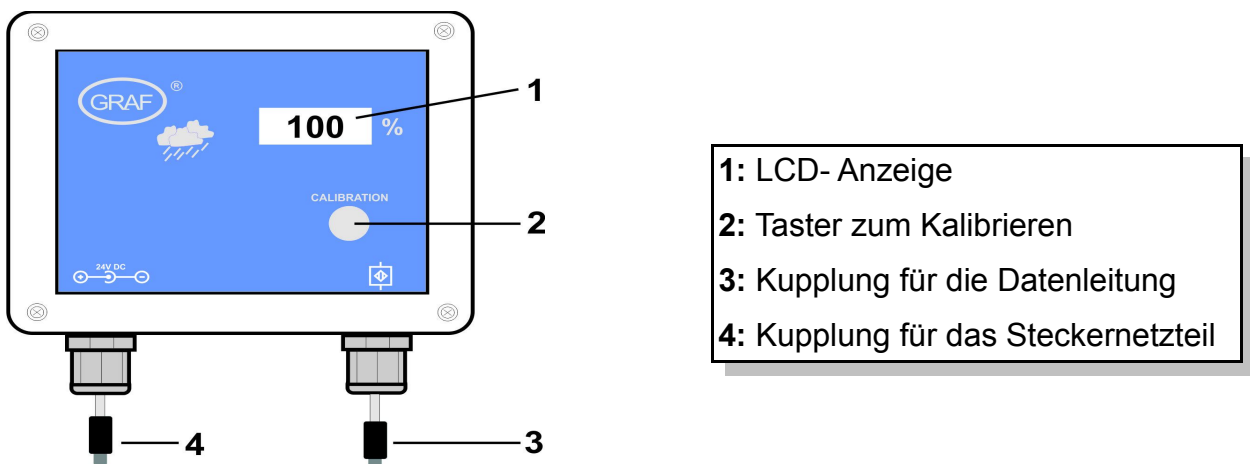 GRAF ®
100 %
1
CALIBRATION
2
24V DC
4
3
1: LCD- Anzeige
2: Taster zum Kalibrieren
3: Kupplung für die Datenleitung
4: Kupplung für das Steckernetzteil